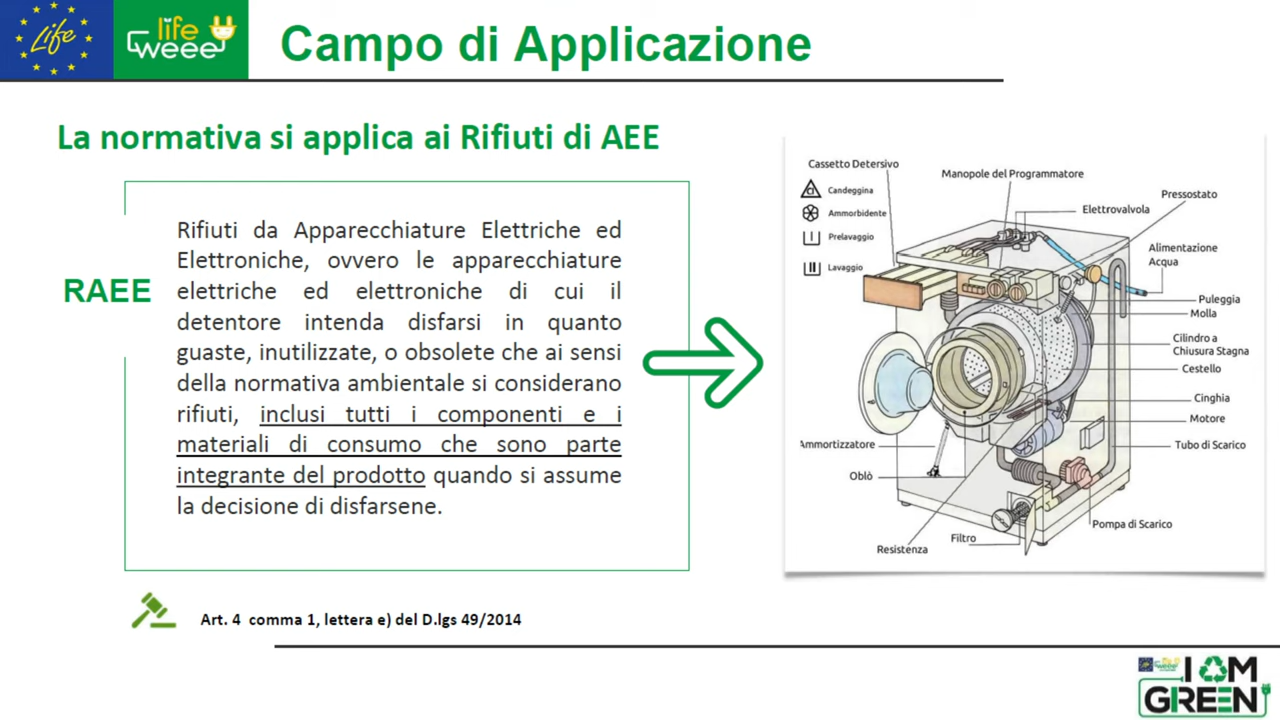 Life
life
weee
Campo di Applicazione
La normativa si applica ai Rifiuti di AEE
RAEE
Rifiuti da Apparecchiature Elettriche ed
Elettroniche, ovvero le apparecchiature
elettriche ed elettroniche di cui il
detentore intenda disfarsi in quanto
guaste, inutilizzate, o obsolete che ai sensi
della normativa ambientale si considerano
rifiuti, inclusi tutti i componenti e i
materiali di consumo che sono parte
integrante del prodotto quando si assume
la decisione di disfarsene.
Cassetto Detersivo
Candeggina
Ammorbidente
Prelavaggio
Lavaggio
Manopole del Programmatore
Elettrovalvola
Pressostato
Alimentazione
Acqua
Puleggia
Molla
Cilindro a
Chiusura Stagna
Cestello
Cinghia
Motore
Tubo di Scarico
Ammortizzatore
Oblò
Resistenza
Filtro
Pompa di Scarico
Art. 4 comma 1, lettera e) del D.lgs 49/2014
I AM
GREEN